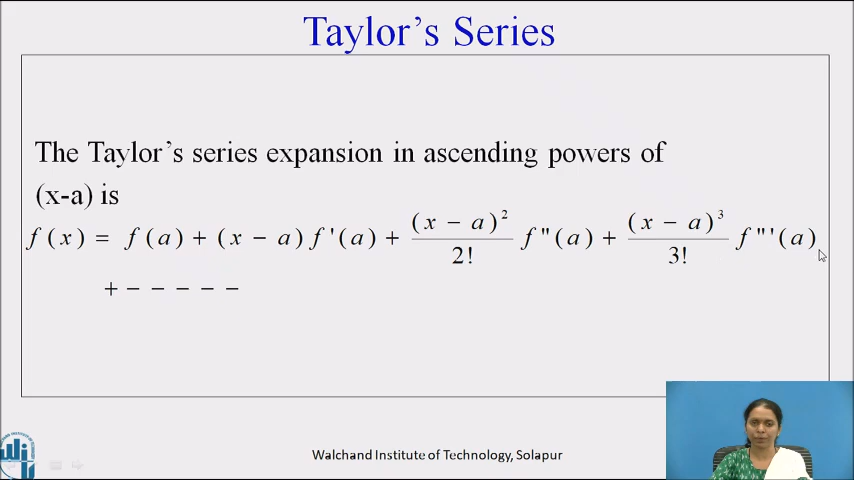 Taylor's Series
The Taylor's series expansion in ascending powers of
(x-a) is
f(x) = f(a) + (x − a) f '(a) + (x − a)² / 2! f "(a) + (x − a)³ / 3! f "'(a)
+ − − − − −
Walchand Institute of Technology, Solapur